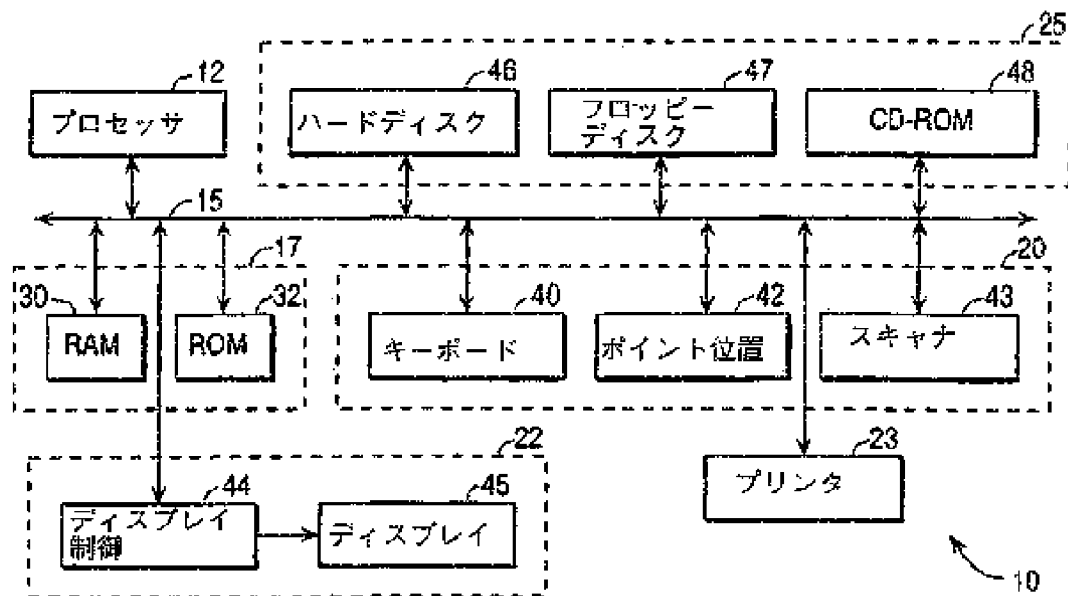 25
12
46
47
48
プロセッサ
ハードディスク
フロッピー
ディスク
CD-ROM
15
17
20
30
32
40
42
43
RAM
ROM
キーボード
ポイント位置
スキャナ
22
23
44
45
プリンタ
ディスプレイ
制御
ディスプレイ
10